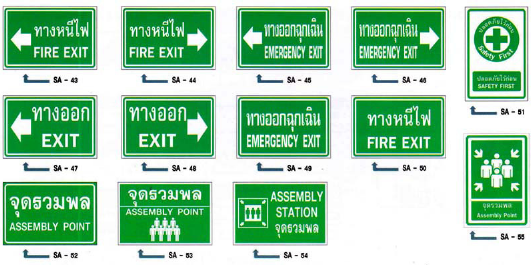 ทางหนีไฟ
FIRE EXIT
SA - 43
ทางหนีไฟ
FIRE EXIT
SA - 44
ทางออกฉุกเฉิน
EMERGENCY EXIT
SA - 45
ทางออกฉุกเฉิน
EMERGENCY EXIT
SA - 46
ปลอดภัยไว้ก่อน
Safety First
ปลอดภัยไว้ก่อน
SAFETY FIRST
SA - 51
ทางออก
EXIT
SA - 47
ทางออก
EXIT
SA - 48
ทางออกฉุกเฉิน
EMERGENCY EXIT
SA - 49
ทางหนีไฟ
FIRE EXIT
SA - 50
จุดรวมพล
ASSEMBLY POINT
SA - 52
จุดรวมพล
ASSEMBLY POINT
SA - 53
ASSEMBLY
STATION
จุดรวมพล
SA - 54
จุดรวมพล
Assembly Point
SA - 55